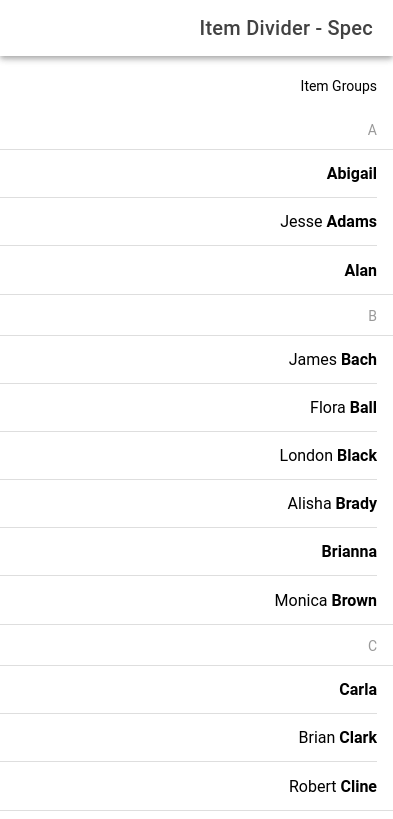 Item Divider - Spec
Item Groups
A
Abigail
Jesse Adams
Alan
B
James Bach
Flora Ball
London Black
Alisha Brady
Brianna
Monica Brown
C
Carla
Brian Clark
Robert Cline